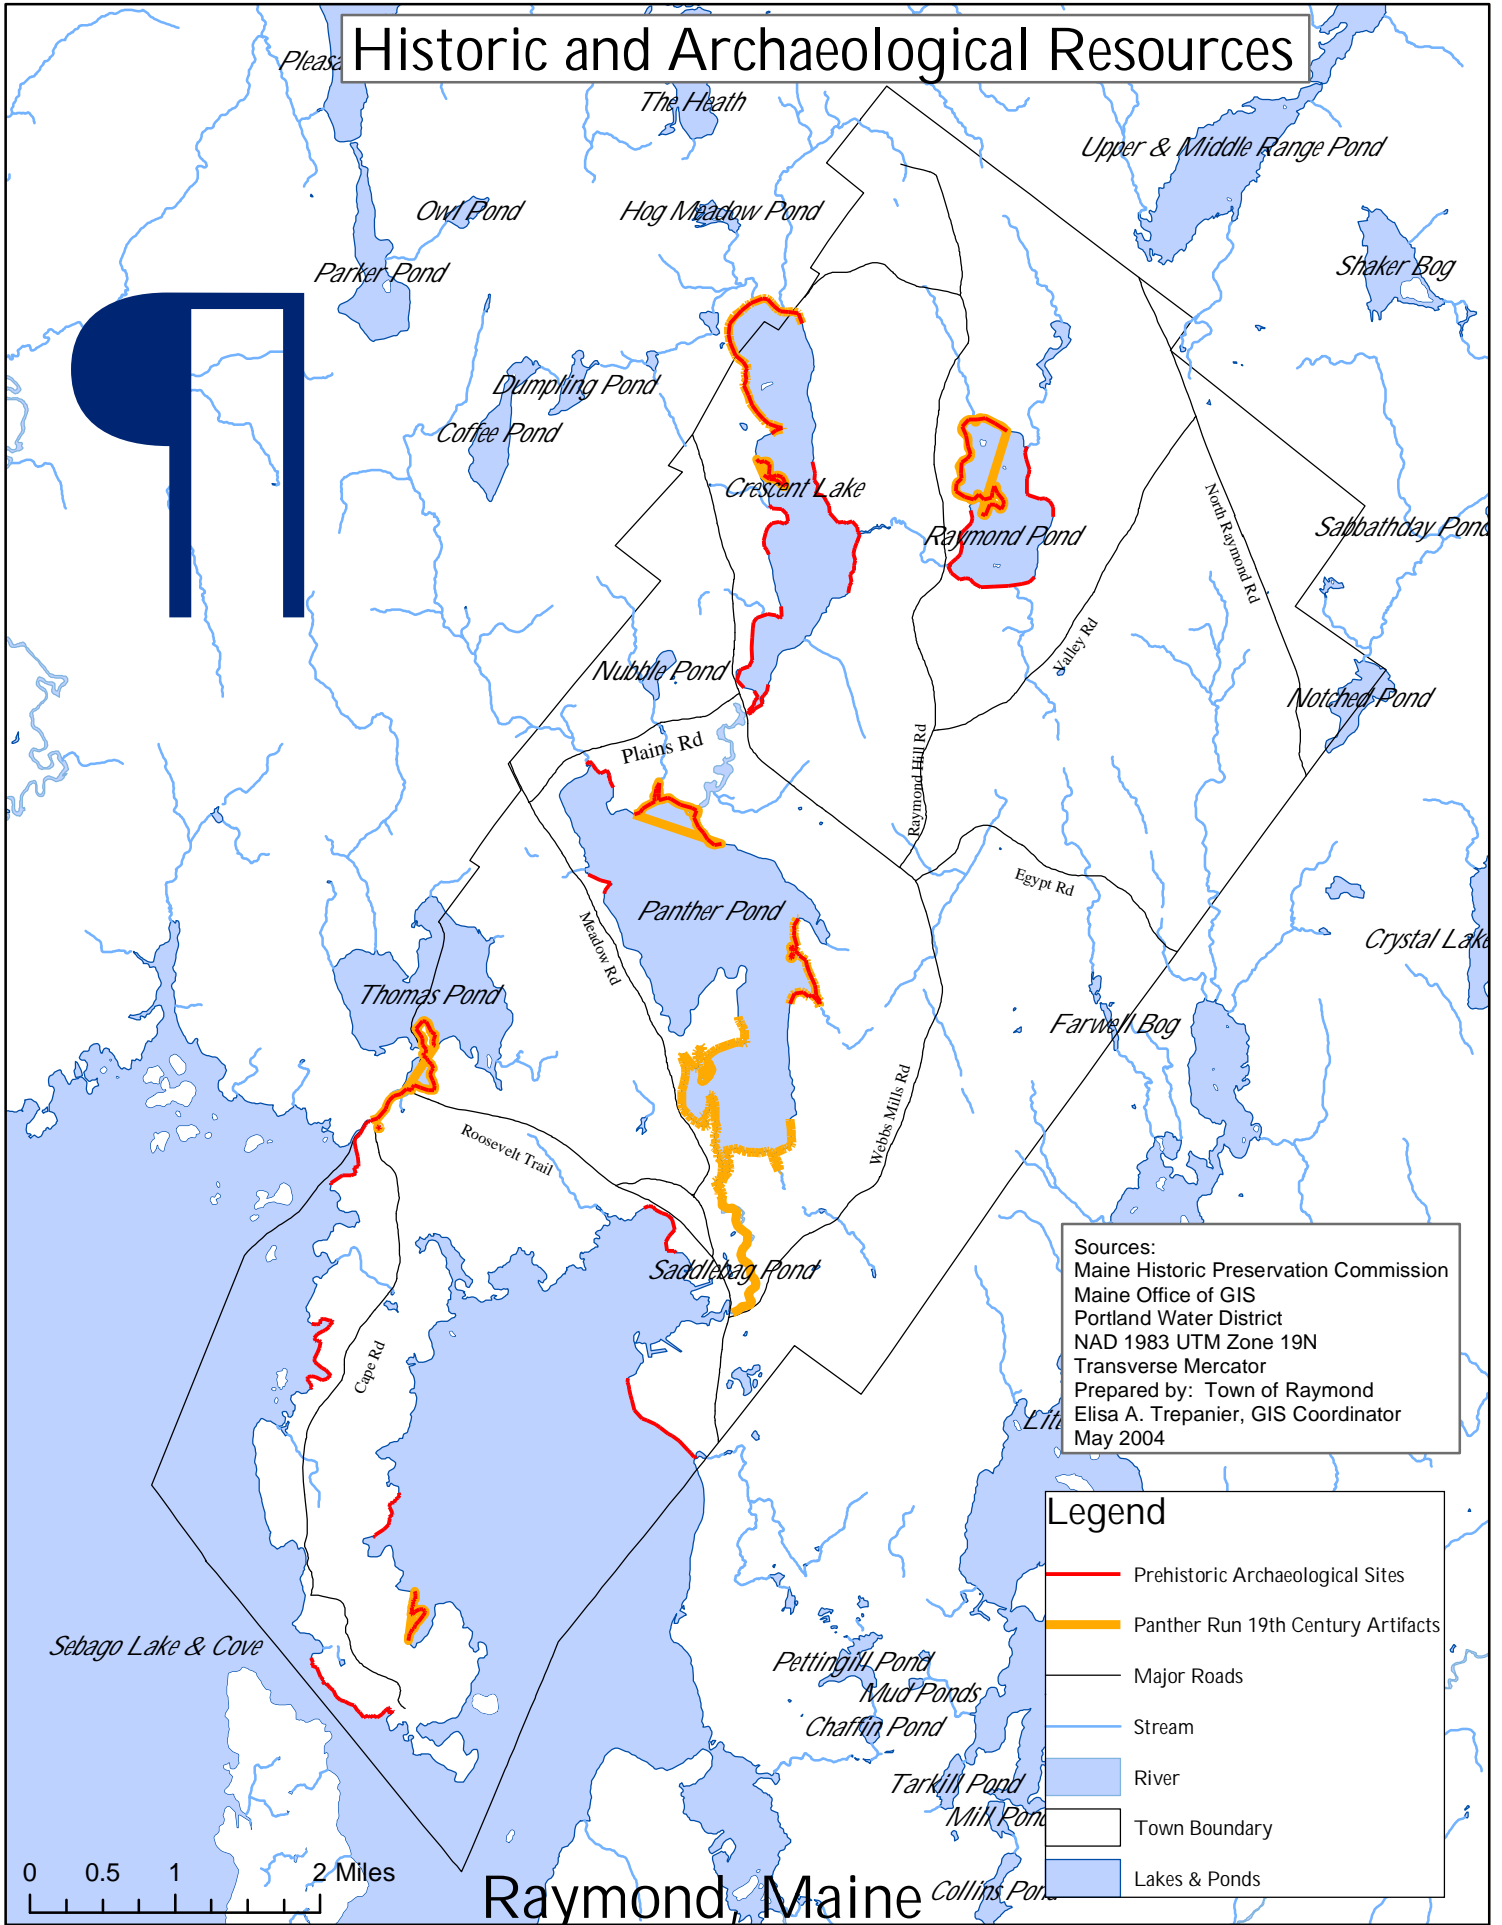 Historic and Archaeological Resources
The Heath
Upper & Middle Range Pond
Owl Pond
Hog Meadow Pond
Parker Pond
Shaker Bog
¶
Dumpling Pond
Coffee Pond
Crescent Lake
Raymond Pond
North Raymond Rd
Sabbathday Pond
Valley Rd
Nubble Pond
Notched Pond
Plains Rd
Raymond Hill Rd
Egypt Rd
Panther Pond
Meadow Rd
Crystal Lake
Thomas Pond
Farwell Bog
Webbs Mills Rd
Roosevelt Trail
Saddlebag Pond
Cape Rd
Sources:
Maine Historic Preservation Commission
Maine Office of GIS
Portland Water District
NAD 1983 UTM Zone 19N
Transverse Mercator
Prepared by: Town of Raymond
Elisa A. Trepanier, GIS Coordinator
May 2004
Legend
Prehistoric Archaeological Sites
Panther Run 19th Century Artifacts
Major Roads
Stream
River
Town Boundary
Lakes & Ponds
Sebago Lake & Cove
Pettingill Pond
Mud Ponds
Chaffin Pond
Tarkill Pond
Mill Pond
Collins Pond
0 0.5 1 2 Miles
Raymond, Maine